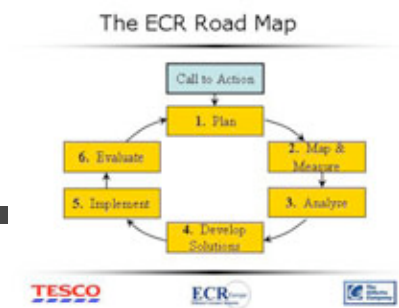 The ECR Road Map
Call to Action
1. Plan
2. Map &
Measure
3. Analyse
4. Develop
Solutions
5. Implement
6. Evaluate
TESCO
ECR